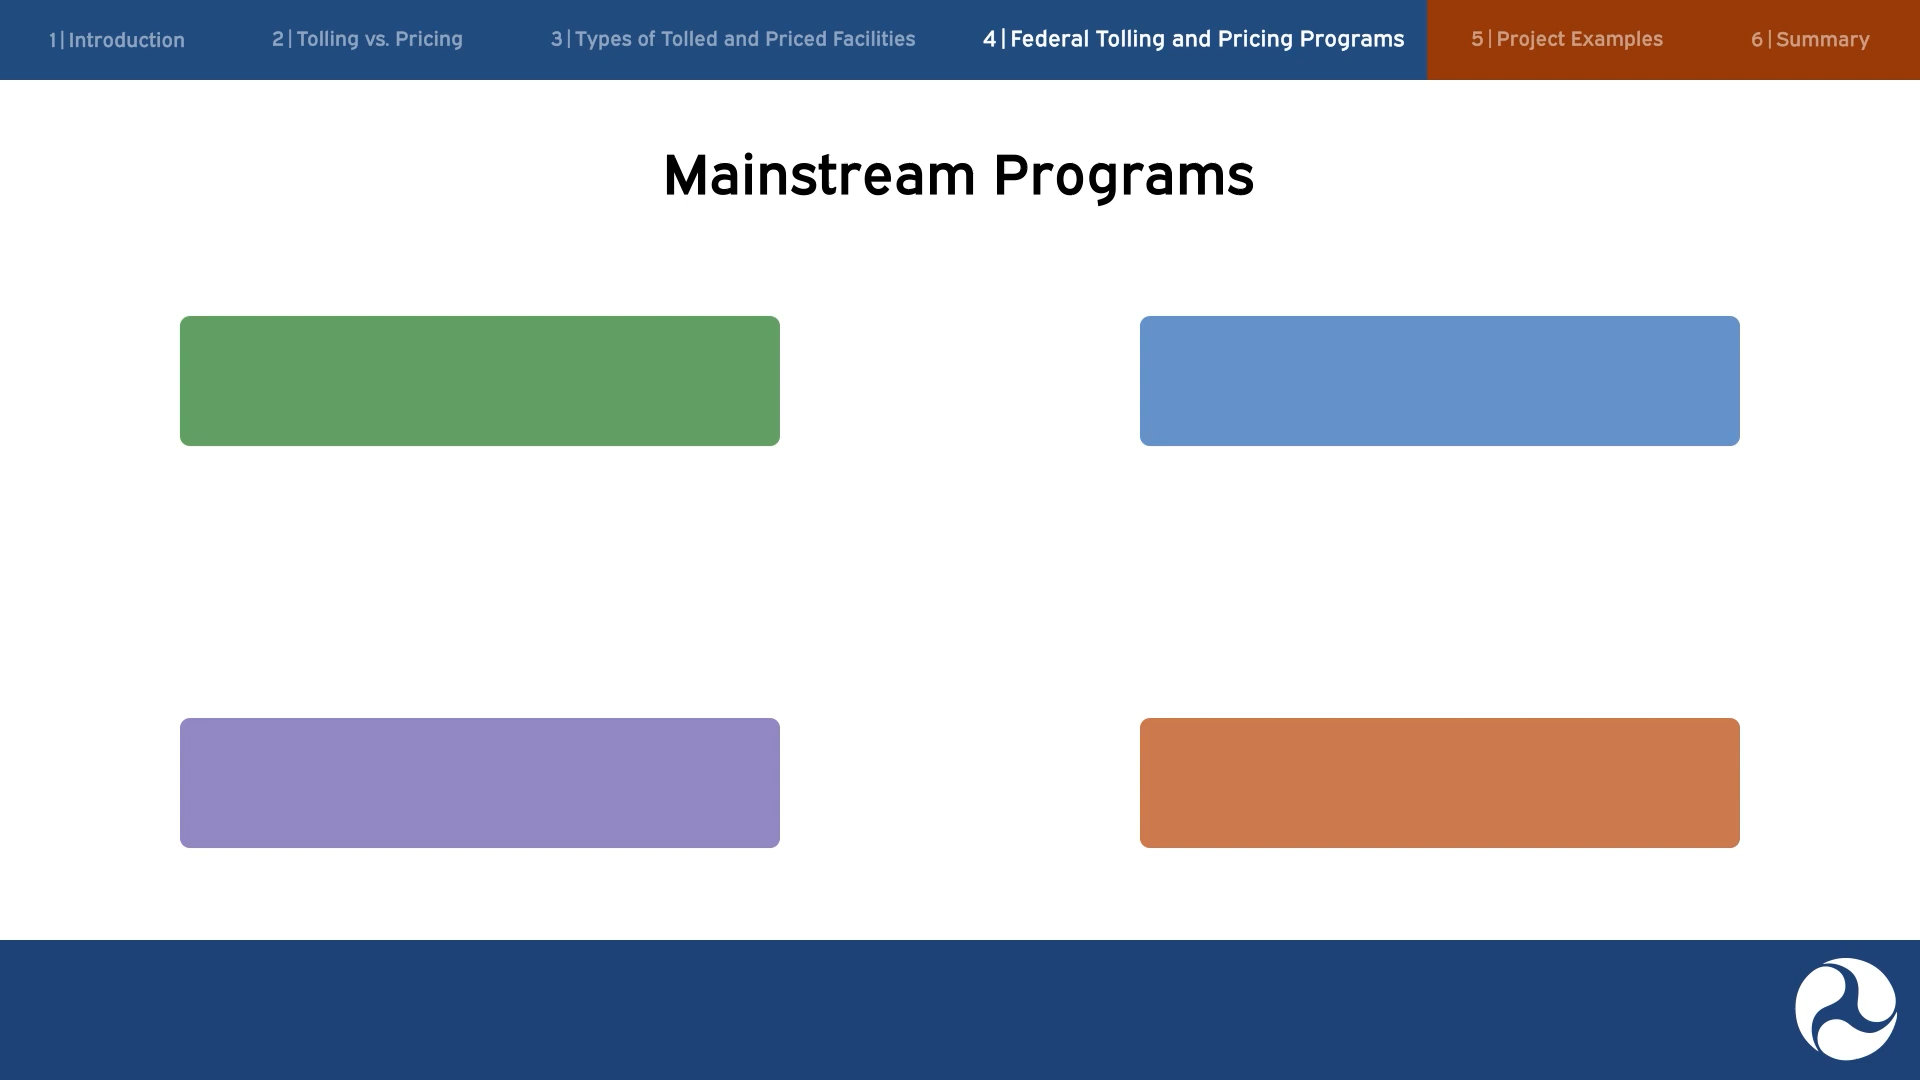 1|Introduction
2|Tolling vs. Pricing
3|Types of Tolled and Priced Facilities
4|Federal Tolling and Pricing Programs
5|Project Examples
6|Summary
Mainstream Programs